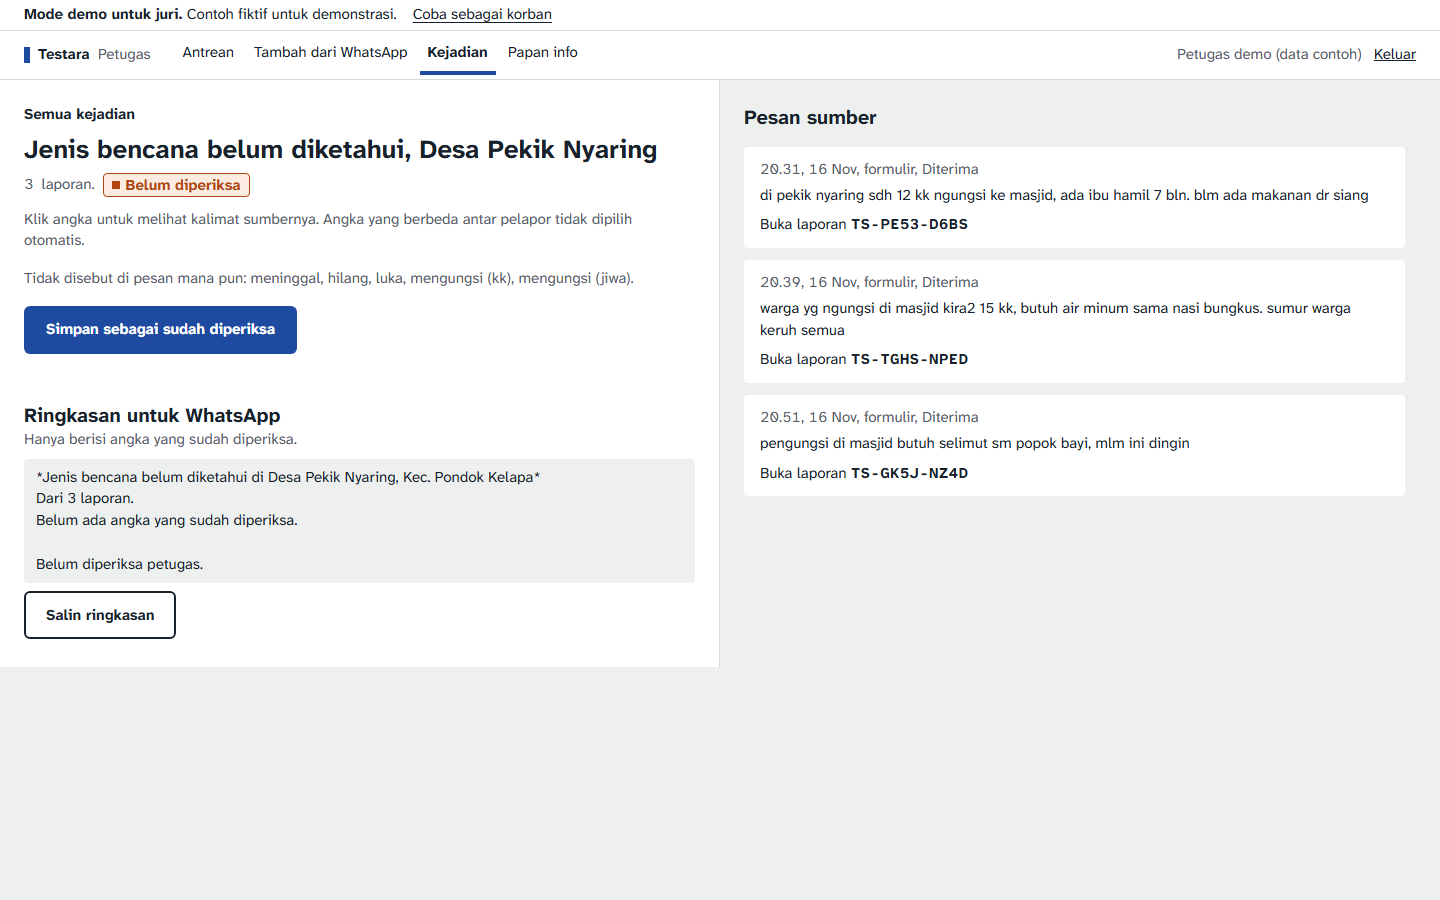 Mode demo untuk juri. Contoh fiktif untuk demonstrasi. Coba sebagai korban
Testara Petugas Antrean Tambah dari WhatsApp Kejadian Papan info Petugas demo (data contoh) Keluar
Semua kejadian
Jenis bencana belum diketahui, Desa Pekik Nyaring
3 laporan. Belum diperiksa
Klik angka untuk melihat kalimat sumbernya. Angka yang berbeda antar pelapor tidak dipilih
otomatis.
Tidak disebut di pesan mana pun: meninggal, hilang, luka, mengungsi (kk), mengungsi (jiwa).
Simpan sebagai sudah diperiksa
Ringkasan untuk WhatsApp
Hanya berisi angka yang sudah diperiksa.
*Jenis bencana belum diketahui di Desa Pekik Nyaring, Kec. Pondok Kelapa*
Dari 3 laporan.
Belum ada angka yang sudah diperiksa.
Belum diperiksa petugas.
Salin ringkasan
Pesan sumber
20.31, 16 Nov, formulir, Diterima
di pekik nyaring sdh 12 kk ngungsi ke masjid, ada ibu hamil 7 bln. blm ada makanan dr siang
Buka laporan TS-PE53-D6BS
20.39, 16 Nov, formulir, Diterima
warga yg ngungsi di masjid kira2 15 kk, butuh air minum sama nasi bungkus. sumur warga
keruh semua
Buka laporan TS-TGHS-NPED
20.51, 16 Nov, formulir, Diterima
pengungsi di masjid butuh selimut sm popok bayi, mlm ini dingin
Buka laporan TS-GK5J-NZ4D